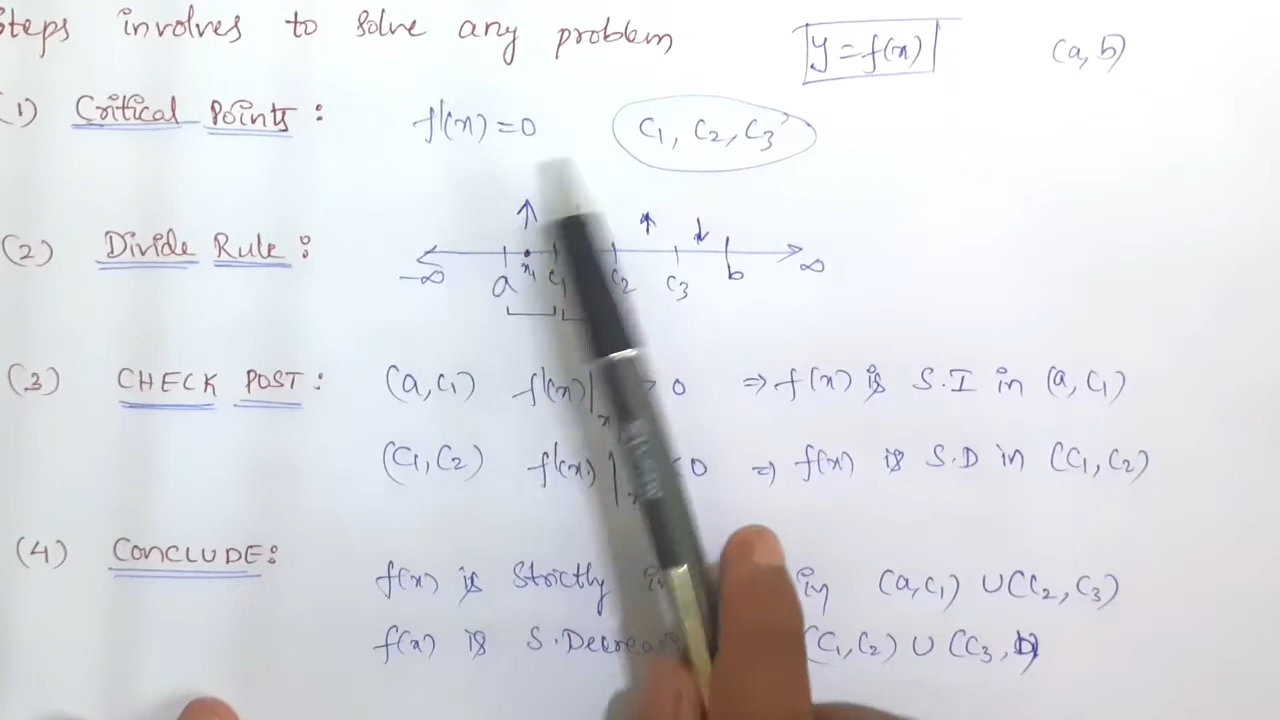 Steps involves to solve any problem y = f(x) (a, b)
(1) Critical Points : f'(x) = 0 C₁, C₂, C₃
(2) Divide Rule : -∞ a x₁ C₁ C₂ C₃ b ∞
(3) CHECK POST : (a, C₁) f'(x)| > 0 ⇒ f(x) is S.I in (a, C₁)
(C₁, C₂) f'(x)| < 0 ⇒ f(x) is S.D in (C₁, C₂)
(4) CONCLUDE :
f(x) is Strictly in (a, C₁) ∪ (C₂, C₃)
f(x) is (C₁, C₂) ∪ (C₃, b)